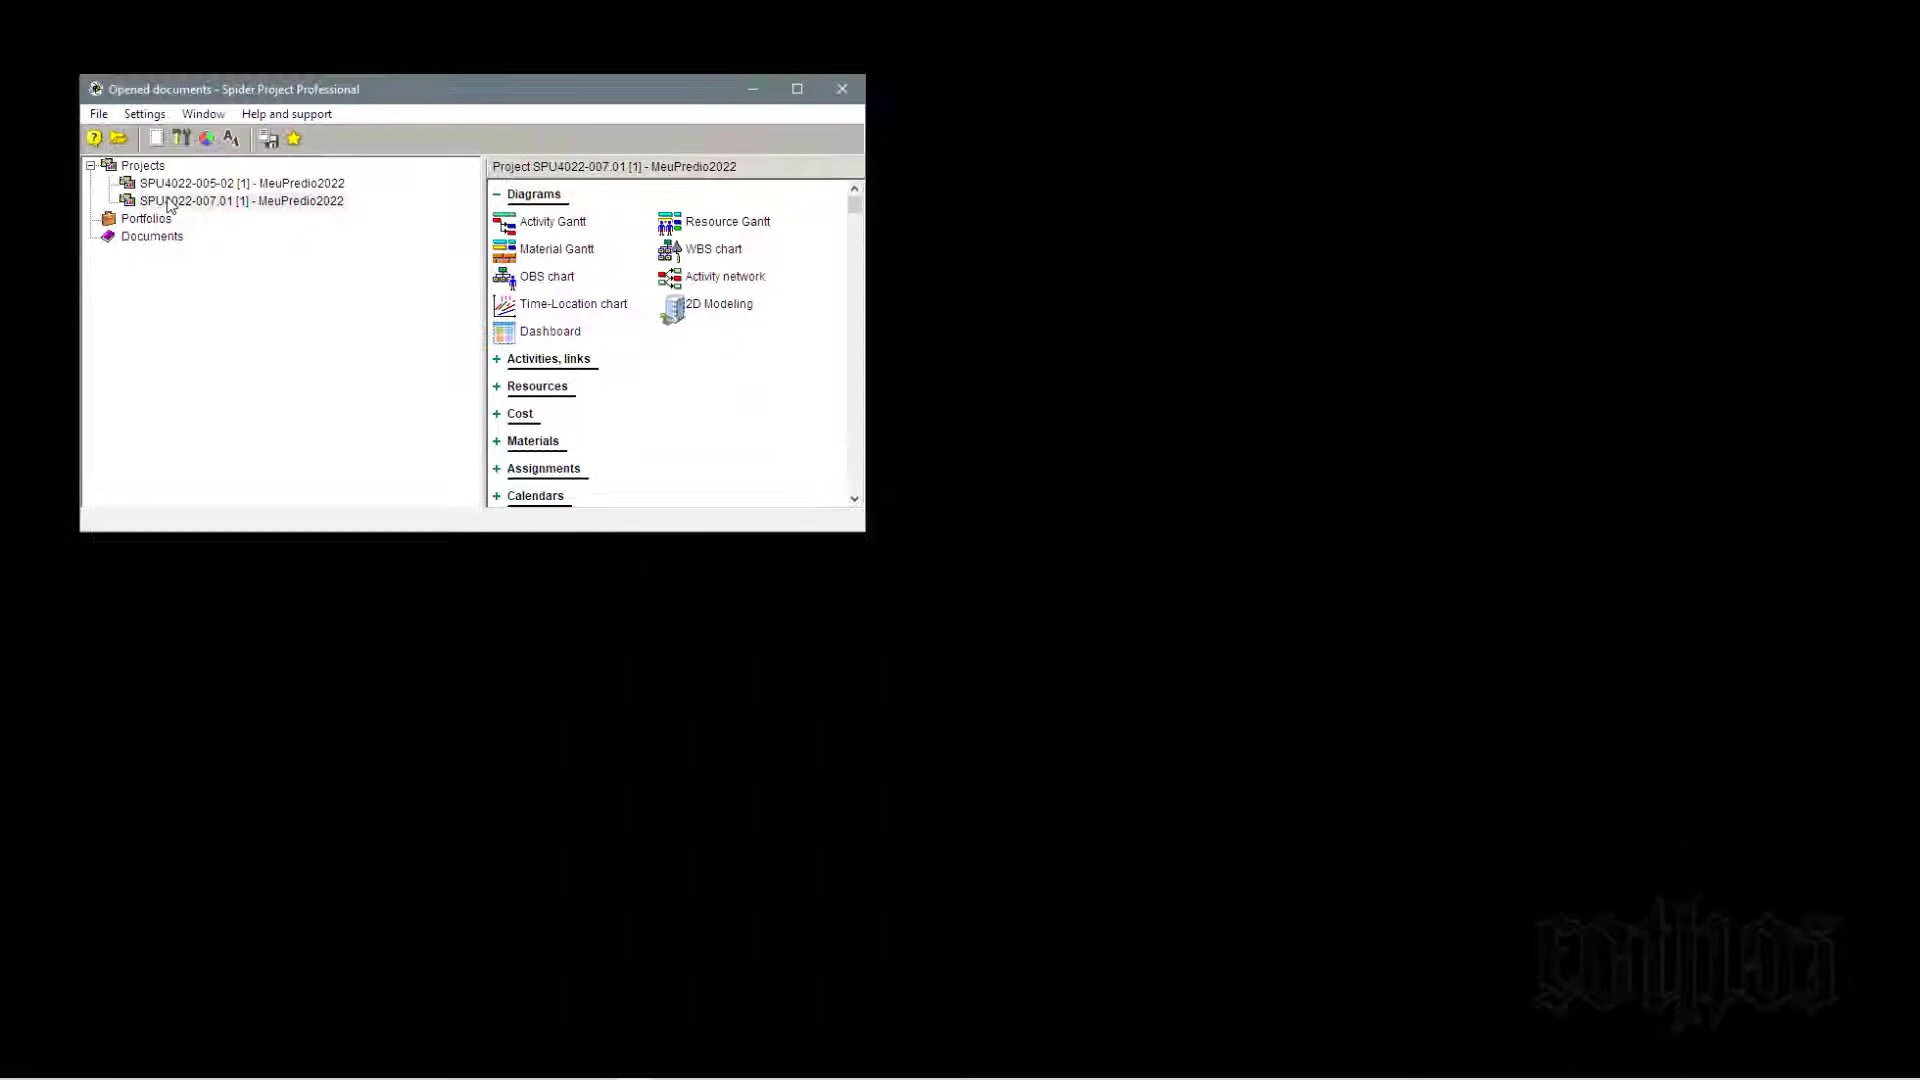 Opened documents - Spider Project Professional
File Settings Window Help and support
Projects
SPU4022-005-02 [1] - MeuPredio2022
SPU4022-007.01 [1] - MeuPredio2022
Portfolios
Documents
Project SPU4022-007.01 [1] - MeuPredio2022
Diagrams
Activity Gantt
Resource Gantt
Material Gantt
WBS chart
OBS chart
Activity network
Time-Location chart
2D Modeling
Dashboard
Activities, links
Resources
Cost
Materials
Assignments
Calendars